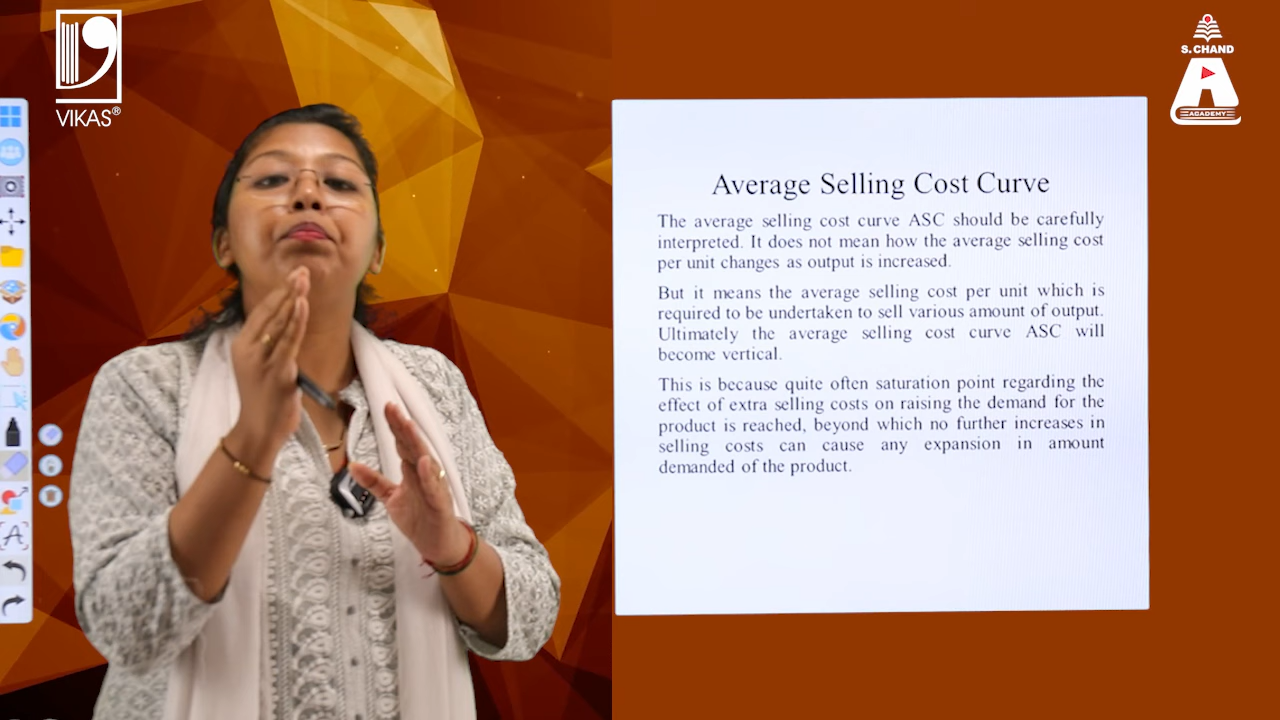 VIKAS®
S. CHAND
ACADEMY
Average Selling Cost Curve
The average selling cost curve ASC should be carefully
interpreted. It does not mean how the average selling cost
per unit changes as output is increased.
But it means the average selling cost per unit which is
required to be undertaken to sell various amount of output.
Ultimately the average selling cost curve ASC will
become vertical.
This is because quite often saturation point regarding the
effect of extra selling costs on raising the demand for the
product is reached, beyond which no further increases in
selling costs can cause any expansion in amount
demanded of the product.